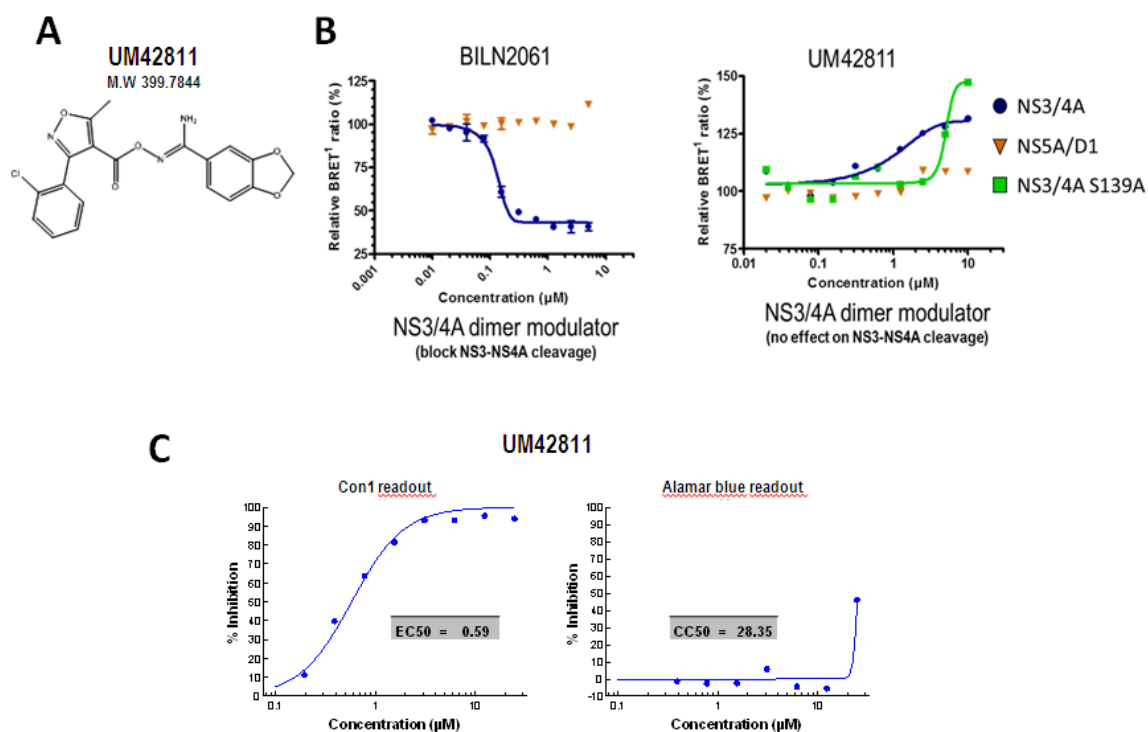 A
UM42811
M.W 399.7844
O
N
Cl
O
O
N
NH₂
O
O
B
BILN2061
Relative BRET¹ ratio (%)
125
100
75
50
25
0.001
0.01
0.1
1
10
Concentration (µM)
NS3/4A dimer modulator
(block NS3-NS4A cleavage)
UM42811
Relative BRET¹ ratio (%)
150
125
100
75
0.01
0.1
1
10
Concentration (µM)
NS3/4A dimer modulator
(no effect on NS3-NS4A cleavage)
NS3/4A
NS5A/D1
NS3/4A S139A
C
UM42811
Con1 readout
% Inhibition
100
90
80
70
60
50
40
30
20
10
0
EC50 = 0.59
0.1
1
10
Concentration (µM)
Alamar blue readout
% Inhibition
100
90
80
70
60
50
40
30
20
10
0
-10
CC50 = 28.35
0.1
1
10
Concentration (µM)